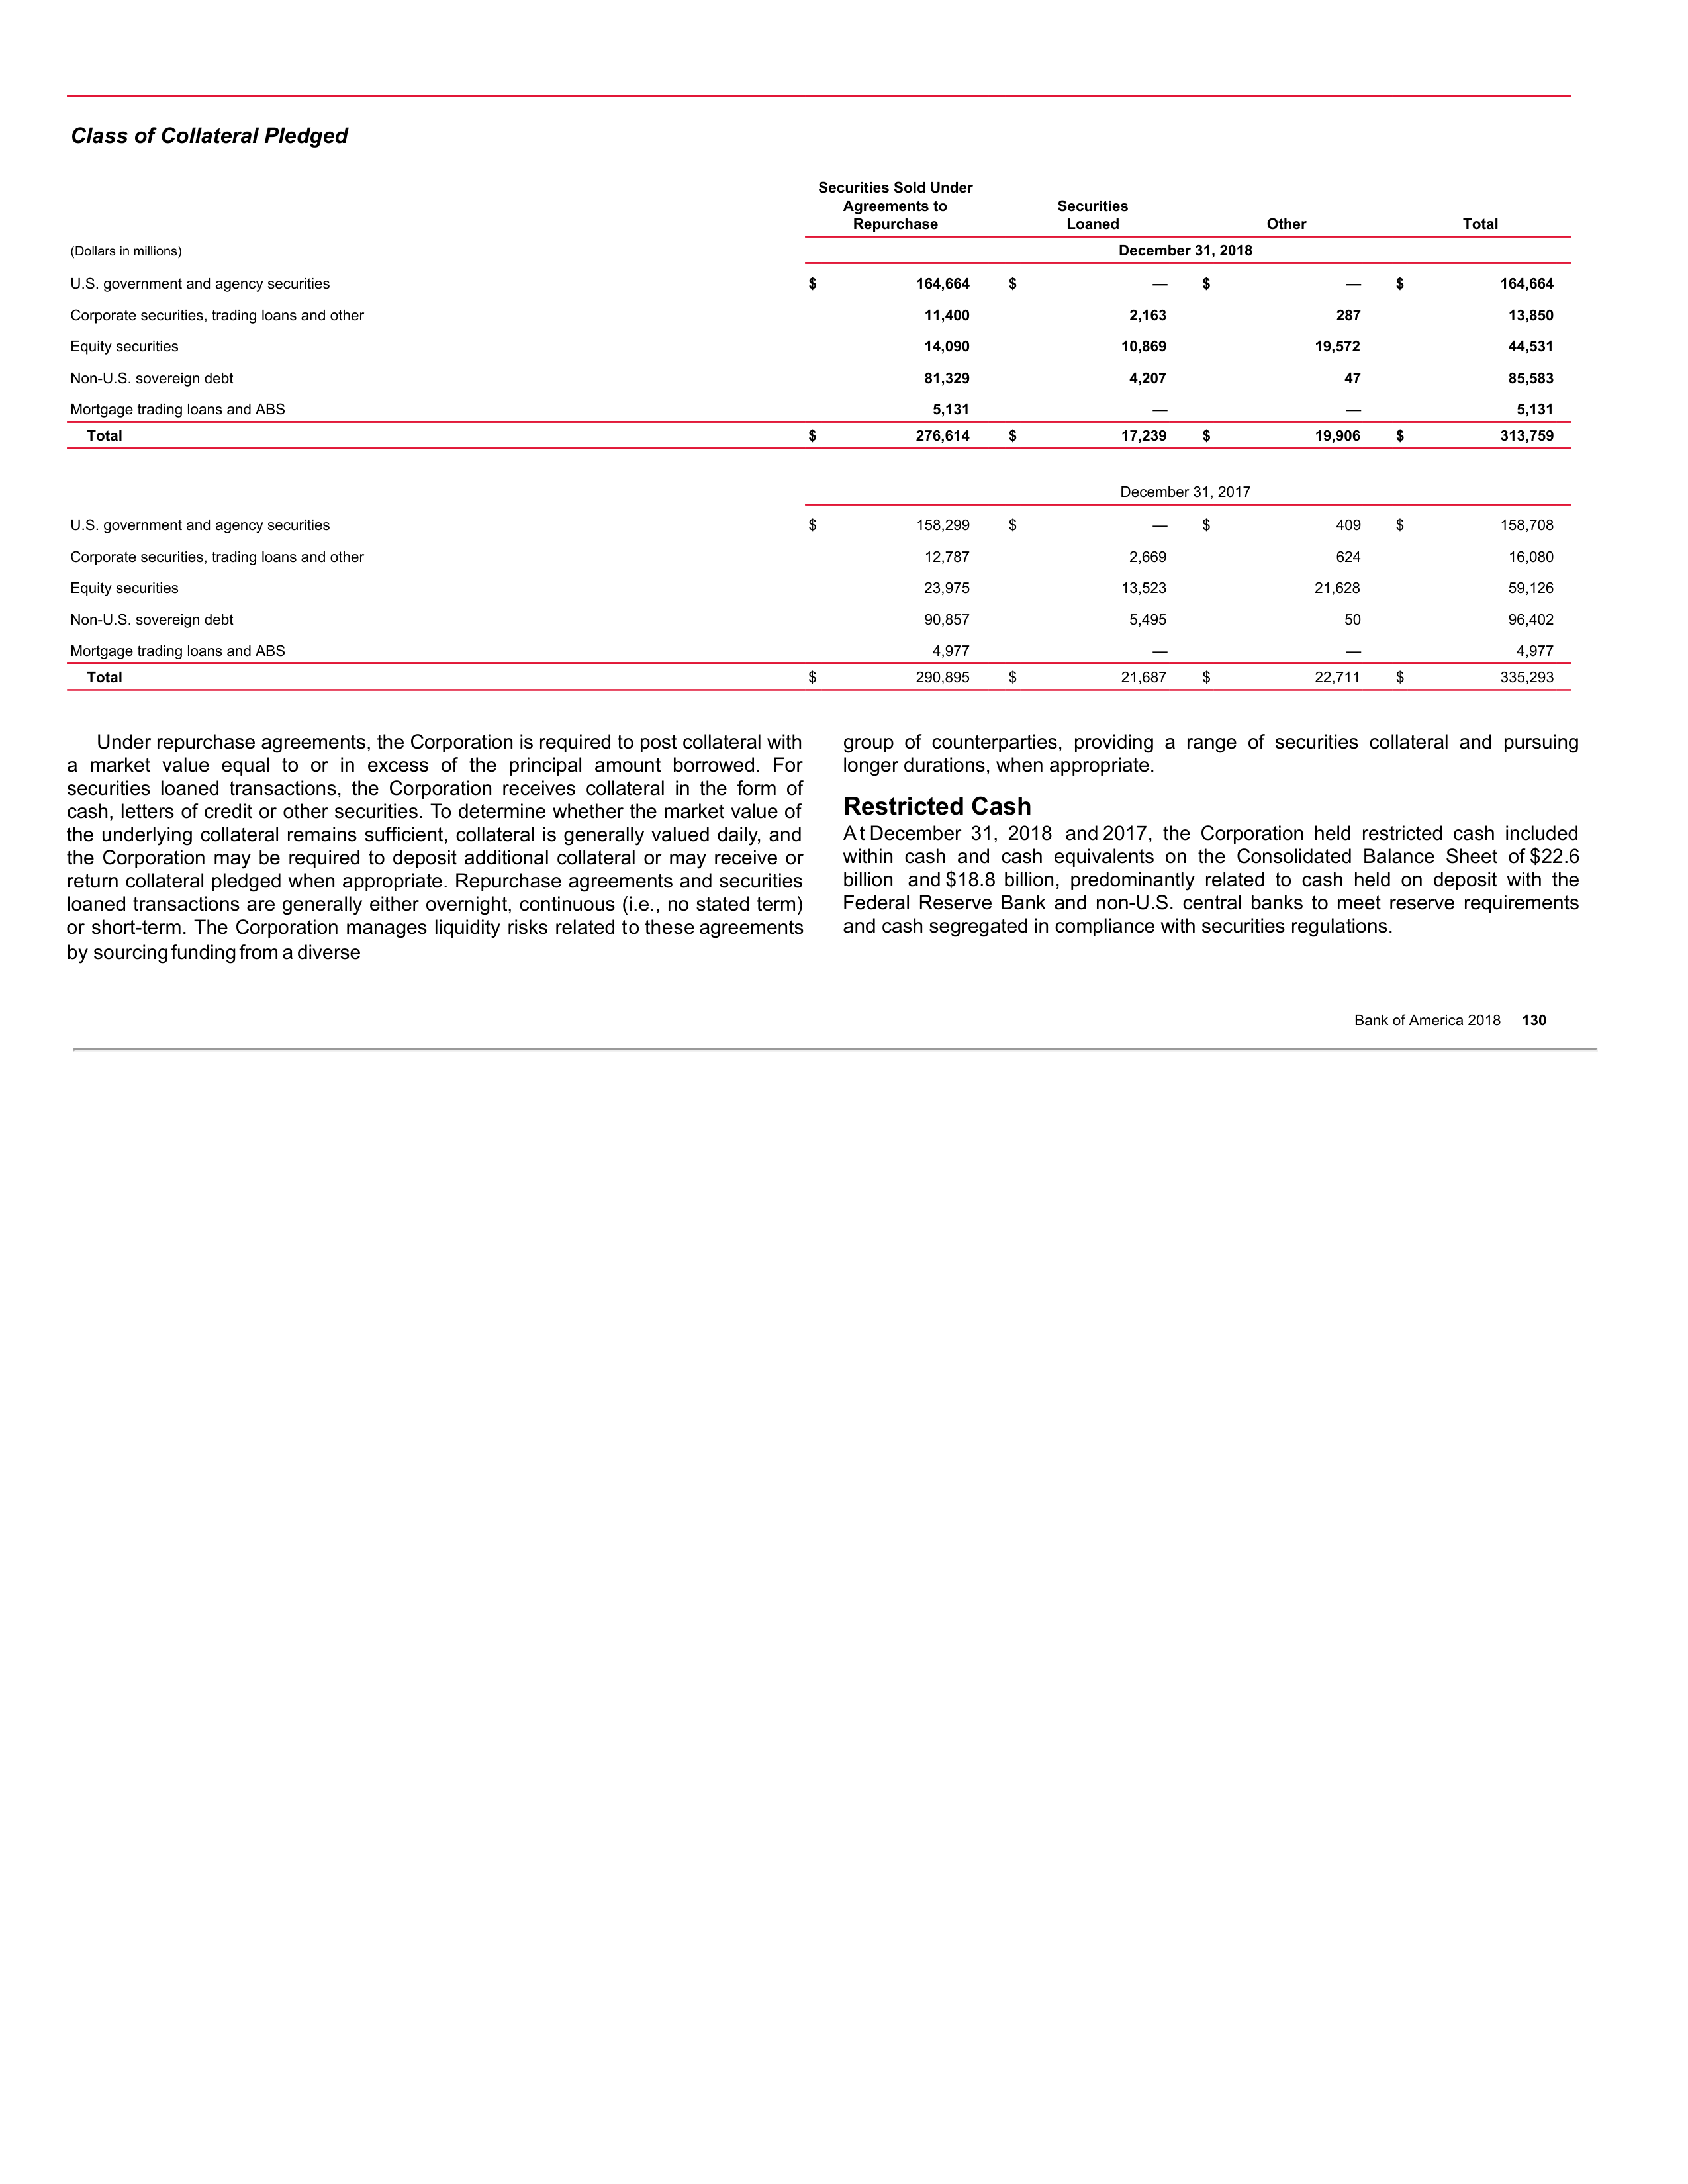 Class of Collateral Pledged
Securities Sold Under
Agreements to
Repurchase
Securities
Loaned
Other
Total
(Dollars in millions)
December 31, 2018
U.S. government and agency securities $ 164,664 $ — $ — $ 164,664
Corporate securities, trading loans and other 11,400 2,163 287 13,850
Equity securities 14,090 10,869 19,572 44,531
Non-U.S. sovereign debt 81,329 4,207 47 85,583
Mortgage trading loans and ABS 5,131 — — 5,131
Total $ 276,614 $ 17,239 $ 19,906 $ 313,759
December 31, 2017
U.S. government and agency securities $ 158,299 $ — $ 409 $ 158,708
Corporate securities, trading loans and other 12,787 2,669 624 16,080
Equity securities 23,975 13,523 21,628 59,126
Non-U.S. sovereign debt 90,857 5,495 50 96,402
Mortgage trading loans and ABS 4,977 — — 4,977
Total $ 290,895 $ 21,687 $ 22,711 $ 335,293
Under repurchase agreements, the Corporation is required to post collateral with
a market value equal to or in excess of the principal amount borrowed. For
securities loaned transactions, the Corporation receives collateral in the form of
cash, letters of credit or other securities. To determine whether the market value of
the underlying collateral remains sufficient, collateral is generally valued daily, and
the Corporation may be required to deposit additional collateral or may receive or
return collateral pledged when appropriate. Repurchase agreements and securities
loaned transactions are generally either overnight, continuous (i.e., no stated term)
or short-term. The Corporation manages liquidity risks related to these agreements
by sourcing funding from a diverse
group of counterparties, providing a range of securities collateral and pursuing
longer durations, when appropriate.
Restricted Cash
At December 31, 2018 and 2017, the Corporation held restricted cash included
within cash and cash equivalents on the Consolidated Balance Sheet of $22.6
billion and $18.8 billion, predominantly related to cash held on deposit with the
Federal Reserve Bank and non-U.S. central banks to meet reserve requirements
and cash segregated in compliance with securities regulations.
Bank of America 2018 130